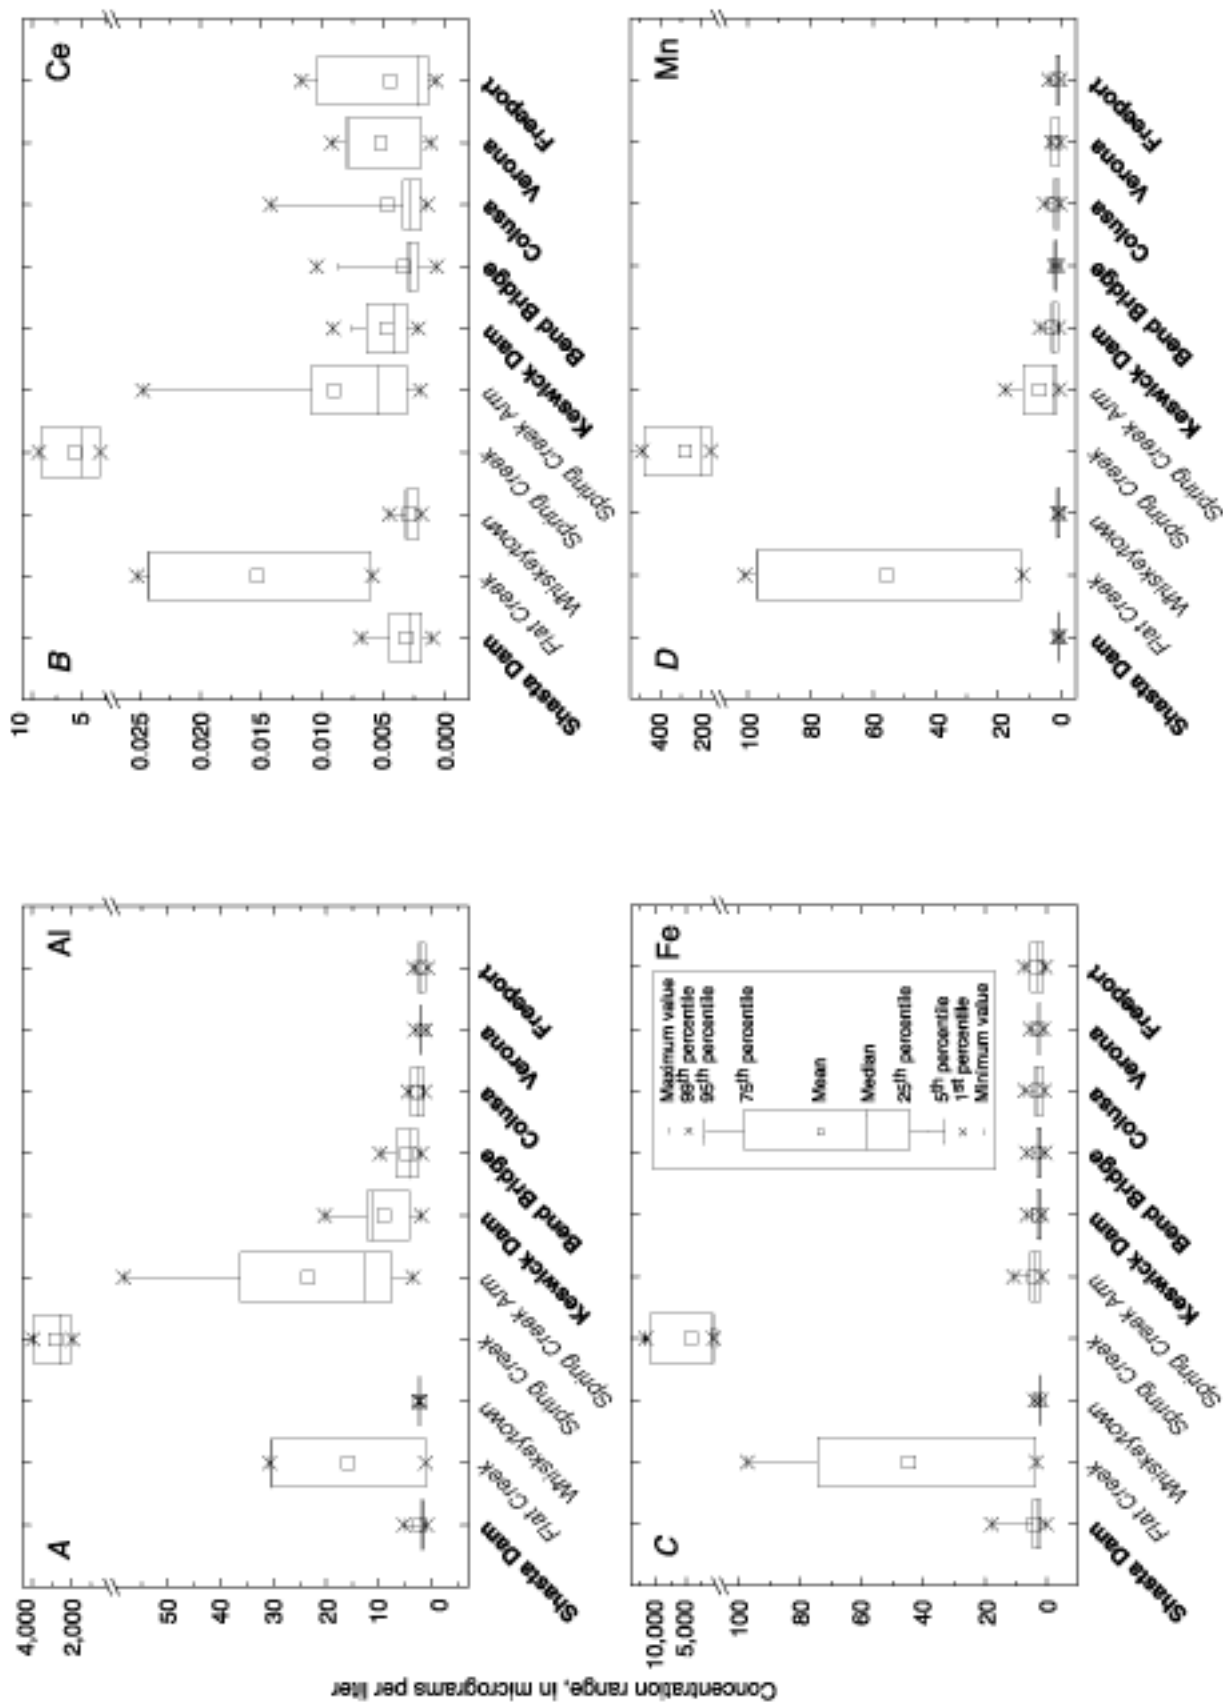 Concentration range, in micrograms per liter
A
Al
4,000
2,000
50
40
30
20
10
0
Shasta Dam
Flat Creek
Whiskeytown
Spring Creek
Spring Creek Arm
Keswick Dam
Bend Bridge
Colusa
Verona
Freeport
B
Ce
10
5
0.025
0.020
0.015
0.010
0.005
0.000
Shasta Dam
Flat Creek
Whiskeytown
Spring Creek
Spring Creek Arm
Keswick Dam
Bend Bridge
Colusa
Verona
Freeport
C
Fe
10,000
5,000
100
80
60
40
20
0
Maximum value
99th percentile
95th percentile
75th percentile
Mean
Median
25th percentile
5th percentile
1st percentile
Minimum value
Shasta Dam
Flat Creek
Whiskeytown
Spring Creek
Spring Creek Arm
Keswick Dam
Bend Bridge
Colusa
Verona
Freeport
D
Mn
400
200
100
80
60
40
20
0
Shasta Dam
Flat Creek
Whiskeytown
Spring Creek
Spring Creek Arm
Keswick Dam
Bend Bridge
Colusa
Verona
Freeport